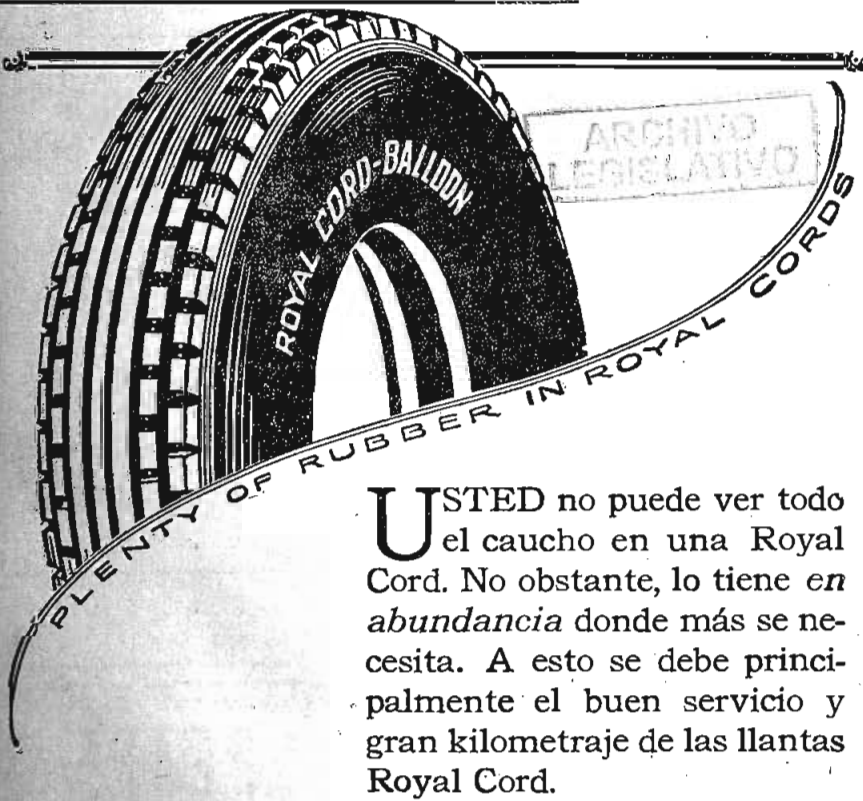 ARCHIVO
LEGISLATIVO
ROYAL CORD-BALLOON
PLENTY OF RUBBER IN ROYAL CORDS
USTED no puede ver todo
el caucho en una Royal
Cord. No obstante, lo tiene en
abundancia donde más se ne-
cesita. A esto se debe princi-
palmente el buen servicio y
gran kilometraje de las llantas
Royal Cord.